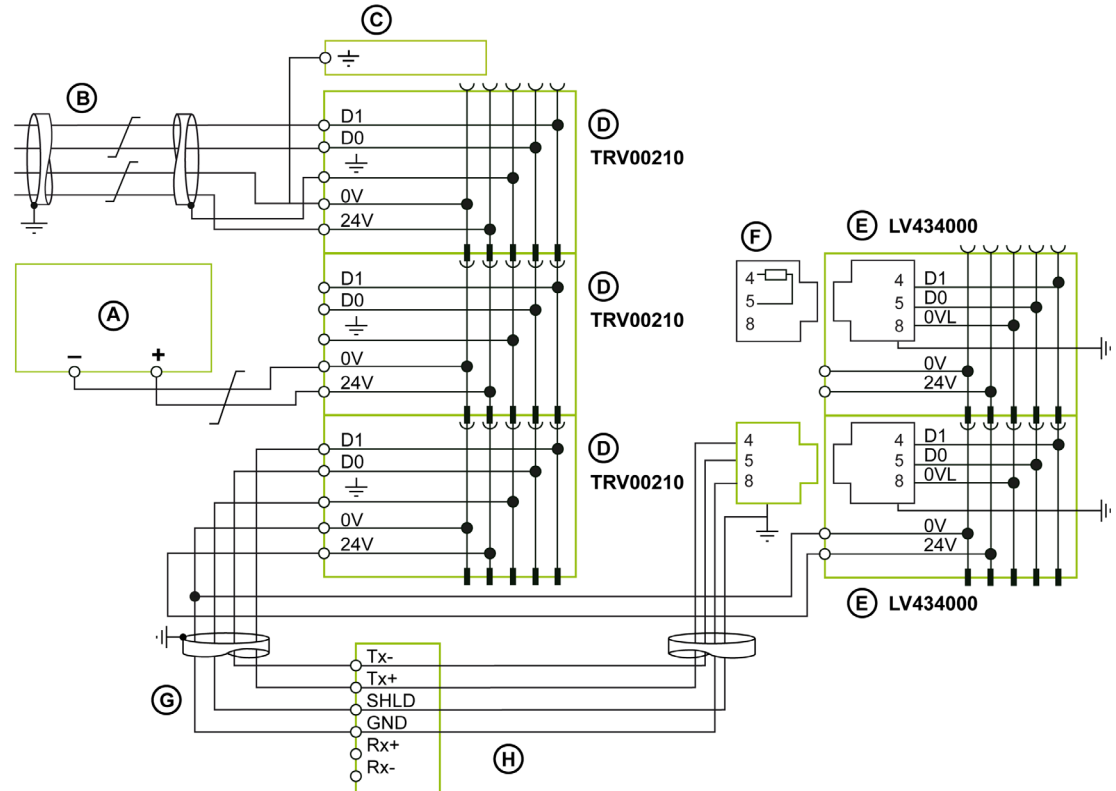 C
B
D1
D0
0V
24V
D
TRV00210
A
–
+
D1
D0
0V
24V
D
TRV00210
D1
D0
0V
24V
D
TRV00210
F
4
5
8
E LV434000
4 D1
5 D0
8 0VL
0V
24V
4
5
8
4 D1
5 D0
8 0VL
0V
24V
E LV434000
G
Tx-
Tx+
SHLD
GND
Rx+
Rx-
H